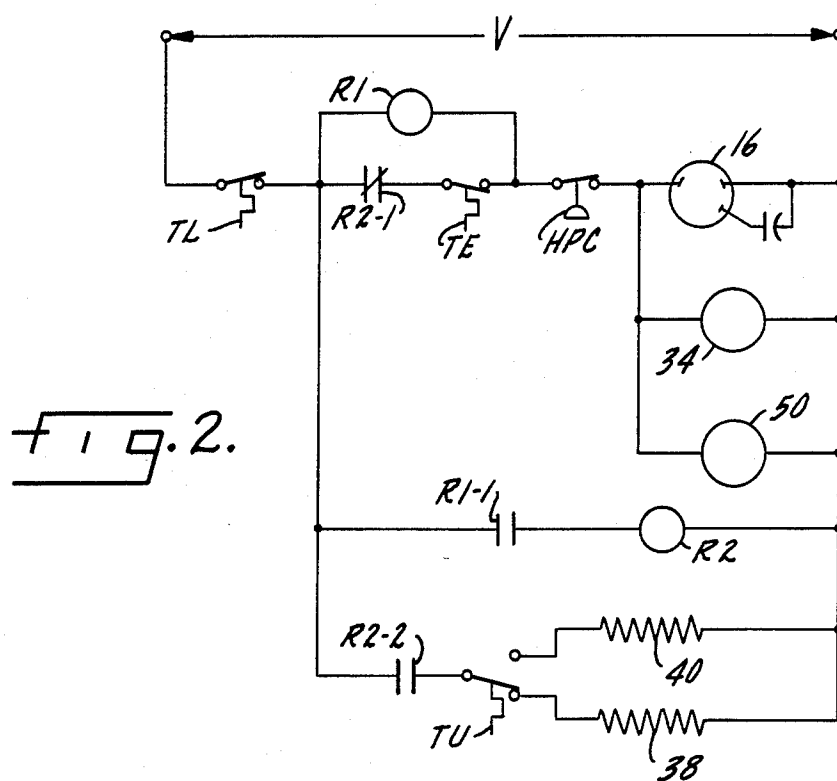 V
R1
16
TL
R2-1
TE
HPC
34
50
Fig. 2.
R1-1
R2
R2-2
40
TU
38